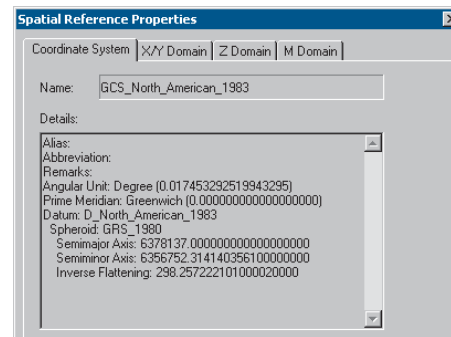 Spatial Reference Properties
Coordinate System X/Y Domain Z Domain M Domain
Name: GCS_North_American_1983
Details:
Alias:
Abbreviation:
Remarks:
Angular Unit: Degree (0.017453292519943295)
Prime Meridian: Greenwich (0.000000000000000000)
Datum: D_North_American_1983
Spheroid: GRS_1980
Semimajor Axis: 6378137.000000000000000000
Semiminor Axis: 6356752.314140356100000000
Inverse Flattening: 298.257222101000020000